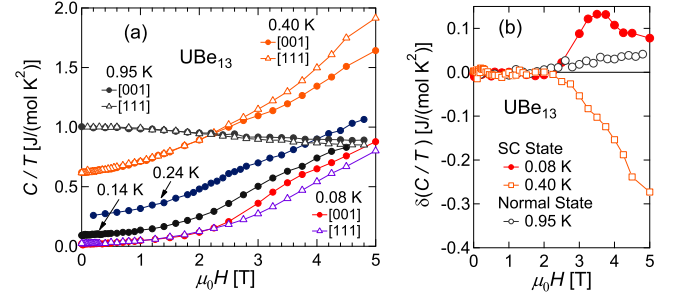 (a)
UBe13
0.40 K
[001]
[111]
0.95 K
[001]
[111]
0.24 K
0.14 K
0.08 K
[001]
[111]
C / T [J/(mol K²)]
2.0
1.5
1.0
0.5
0.0
0 1 2 3 4 5
μ0H [T]
(b)
UBe13
SC State
0.08 K
0.40 K
Normal State
0.95 K
δ(C / T ) [J/(mol K²)]
0.1
0.0
-0.1
-0.2
-0.3
-0.4
0 1 2 3 4 5
μ0H [T]